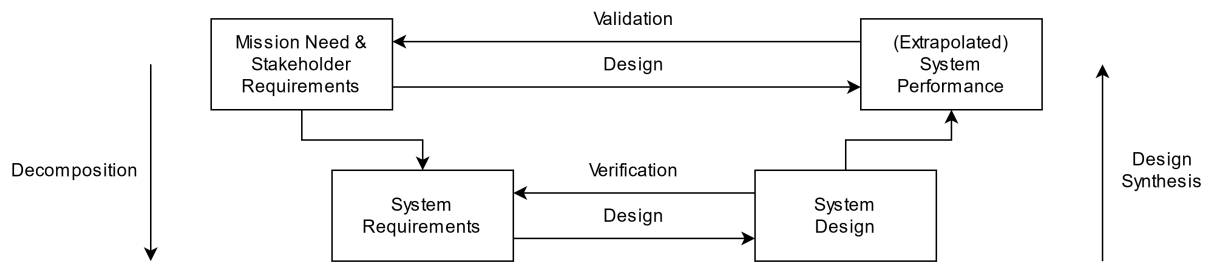 Validation
Mission Need &
Stakeholder
Requirements
(Extrapolated)
System
Performance
Design
Decomposition
Design
Synthesis
Verification
System
Requirements
System
Design
Design